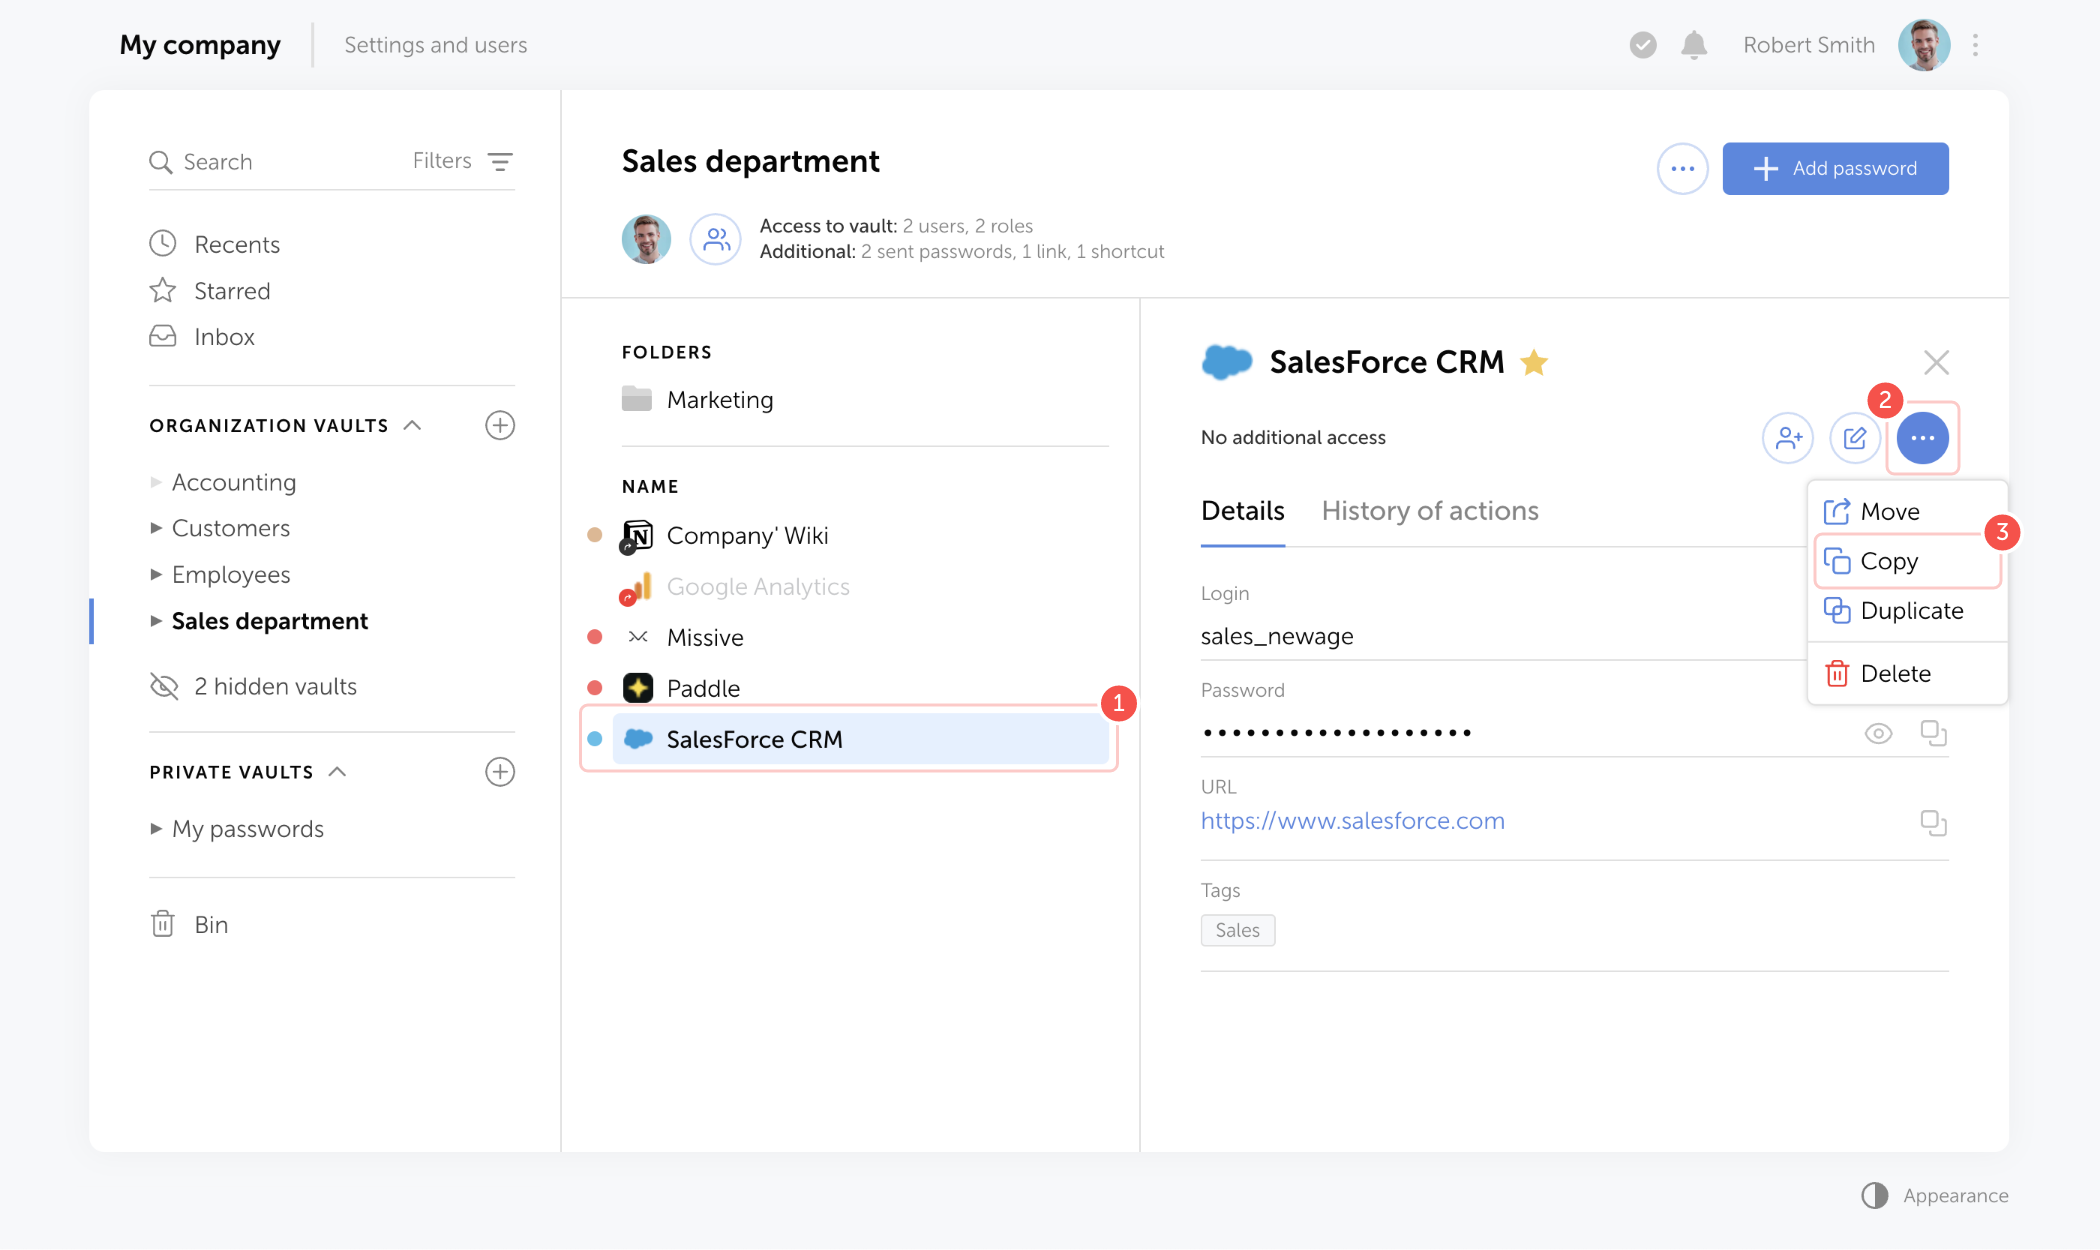 My company
Settings and users
Robert Smith
Search
Filters
Recents
Starred
Inbox
ORGANIZATION VAULTS
Accounting
Customers
Employees
Sales department
2 hidden vaults
PRIVATE VAULTS
My passwords
Bin
Sales department
Add password
Access to vault: 2 users, 2 roles
Additional: 2 sent passwords, 1 link, 1 shortcut
FOLDERS
Marketing
NAME
Company' Wiki
Google Analytics
Missive
Paddle
1
SalesForce CRM
SalesForce CRM
2
No additional access
Details
History of actions
Move
3
Copy
Duplicate
Delete
Login
sales_newage
Password
•••••••••••••••••••
URL
https://www.salesforce.com
Tags
Sales
Appearance